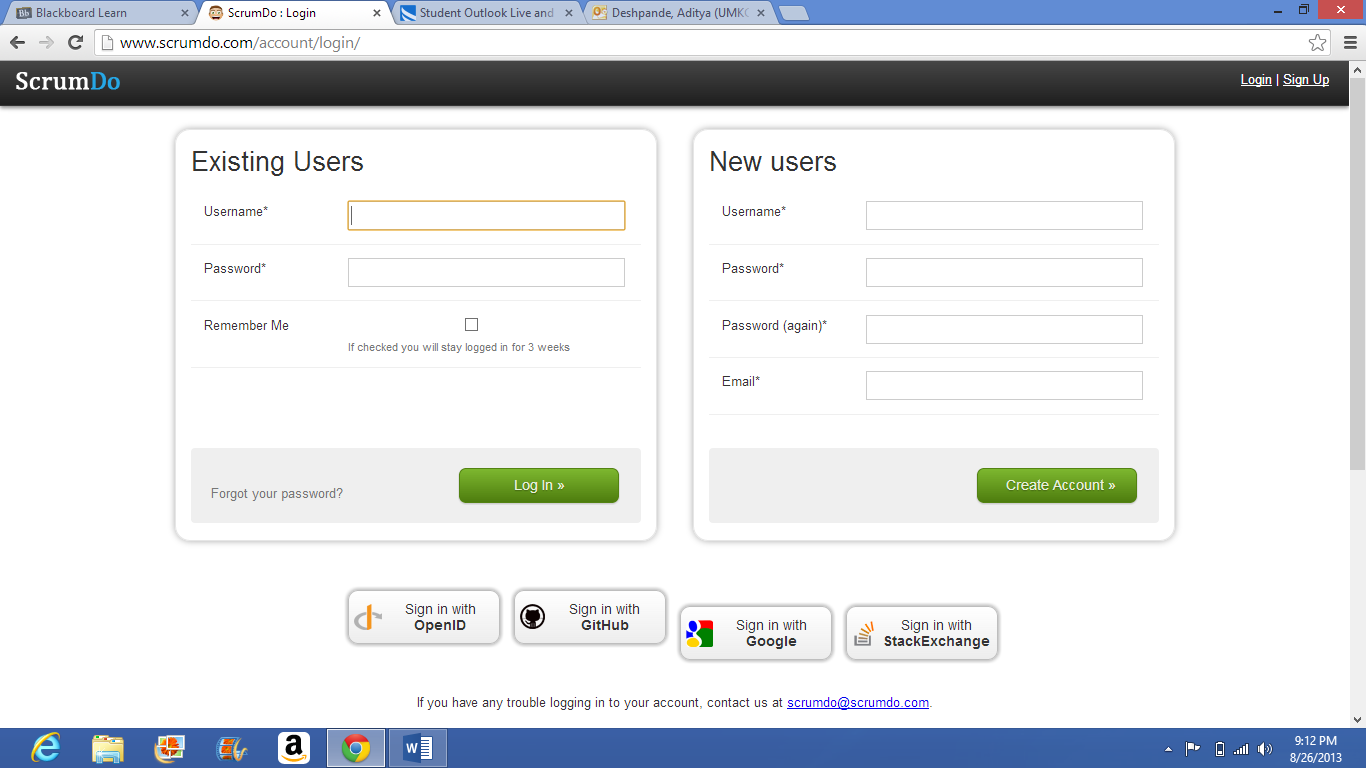 Blackboard Learn
ScrumDo : Login
Student Outlook Live and
Deshpande, Aditya (UMKC
www.scrumdo.com/account/login/
ScrumDo
Login | Sign Up
Existing Users
Username*
Password*
Remember Me
If checked you will stay logged in for 3 weeks
Forgot your password?
Log In »
New users
Username*
Password*
Password (again)*
Email*
Create Account »
Sign in with
OpenID
Sign in with
GitHub
Sign in with
Google
Sign in with
StackExchange
If you have any trouble logging in to your account, contact us at scrumdo@scrumdo.com.
9:12 PM
8/26/2013